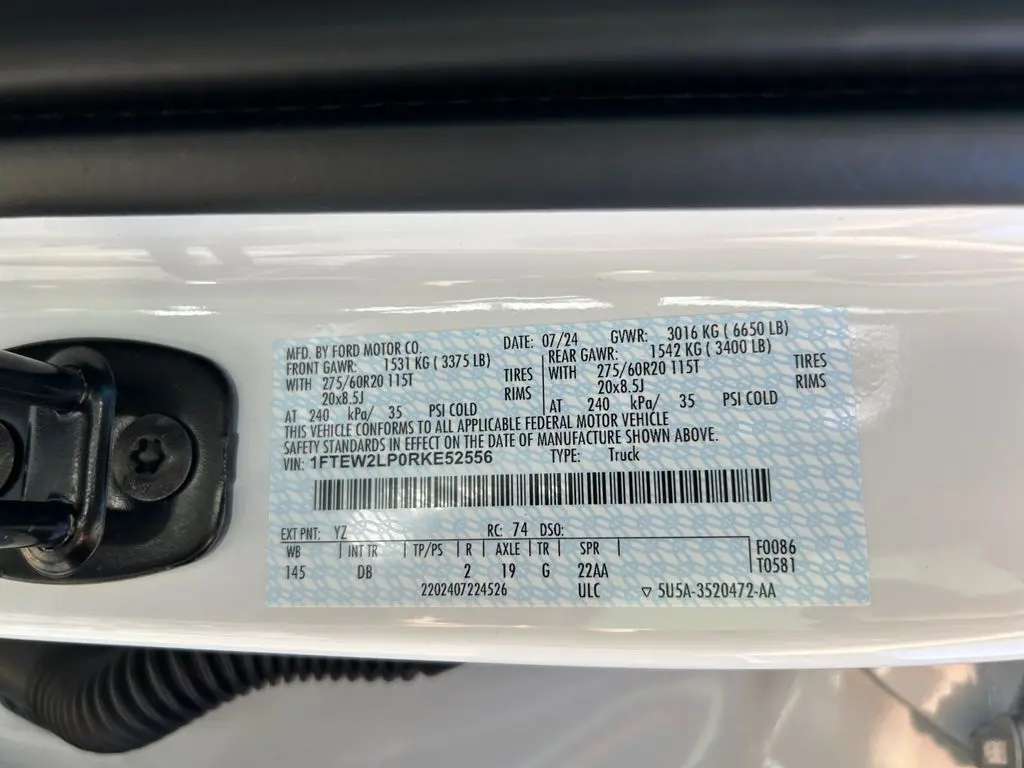 MFD. BY FORD MOTOR CO.
DATE: 07/24 GVWR: 3016 KG ( 6650 LB)
FRONT GAWR: 1531 KG ( 3375 LB)
WITH 275/60R20 115T TIRES
20x8.5J RIMS
AT 240 kPa/ 35 PSI COLD
REAR GAWR: 1542 KG ( 3400 LB)
WITH 275/60R20 115T TIRES
20x8.5J RIMS
AT 240 kPa/ 35 PSI COLD
THIS VEHICLE CONFORMS TO ALL APPLICABLE FEDERAL MOTOR VEHICLE
SAFETY STANDARDS IN EFFECT ON THE DATE OF MANUFACTURE SHOWN ABOVE.
VIN: 1FTEW2LP0RKE52556 TYPE: Truck
EXT PNT: YZ RC: 74 DSO:
WB INT TR TP/PS R AXLE TR SPR F0086
145 DB 2 19 G 22AA T0581
2202407224526 ULC ▽ 5U5A-3520472-AA